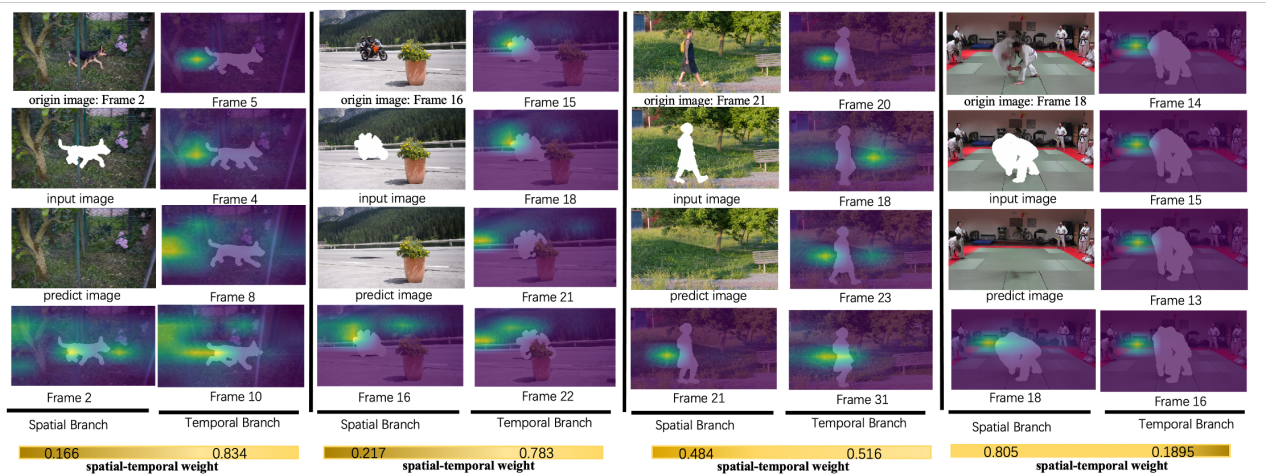 origin image: Frame 2
Frame 5
input image
Frame 4
predict image
Frame 8
Frame 2
Frame 10
Spatial Branch
Temporal Branch
0.166
0.834
spatial-temporal weight
origin image: Frame 16
Frame 15
input image
Frame 18
predict image
Frame 21
Frame 16
Frame 22
Spatial Branch
Temporal Branch
0.217
0.783
spatial-temporal weight
origin image: Frame 21
Frame 20
input image
Frame 18
predict image
Frame 23
Frame 21
Frame 31
Spatial Branch
Temporal Branch
0.484
0.516
spatial-temporal weight
origin image: Frame 18
Frame 14
input image
Frame 15
predict image
Frame 13
Frame 18
Frame 16
Spatial Branch
Temporal Branch
0.805
0.1895
spatial-temporal weight